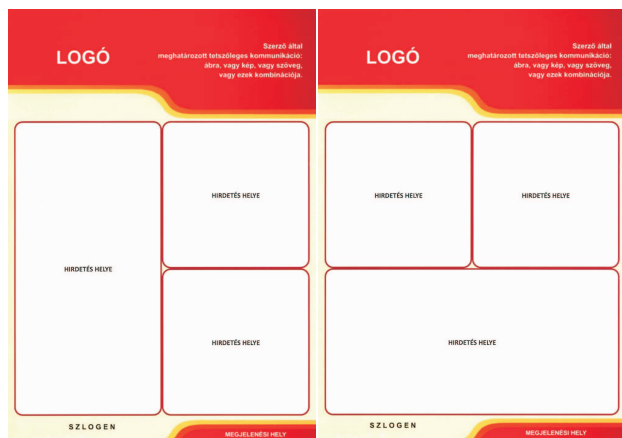 LOGÓ
Szerző által
meghatározott tetszőleges kommunikáció:
ábra, vagy kép, vagy szöveg,
vagy ezek kombinációja.
HIRDETÉS HELYE
HIRDETÉS HELYE
HIRDETÉS HELYE
SZLOGEN
MEGJELENÉSI HELY
LOGÓ
Szerző által
meghatározott tetszőleges kommunikáció:
ábra, vagy kép, vagy szöveg,
vagy ezek kombinációja.
HIRDETÉS HELYE
HIRDETÉS HELYE
HIRDETÉS HELYE
SZLOGEN
MEGJELENÉSI HELY